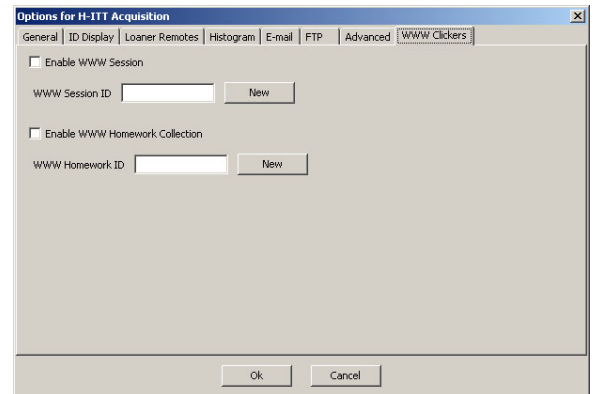 Options for H-ITT Acquisition
General ID Display Loaner Remotes Histogram E-mail FTP Advanced WWW Clickers
Enable WWW Session
WWW Session ID New
Enable WWW Homework Collection
WWW Homework ID New
Ok Cancel